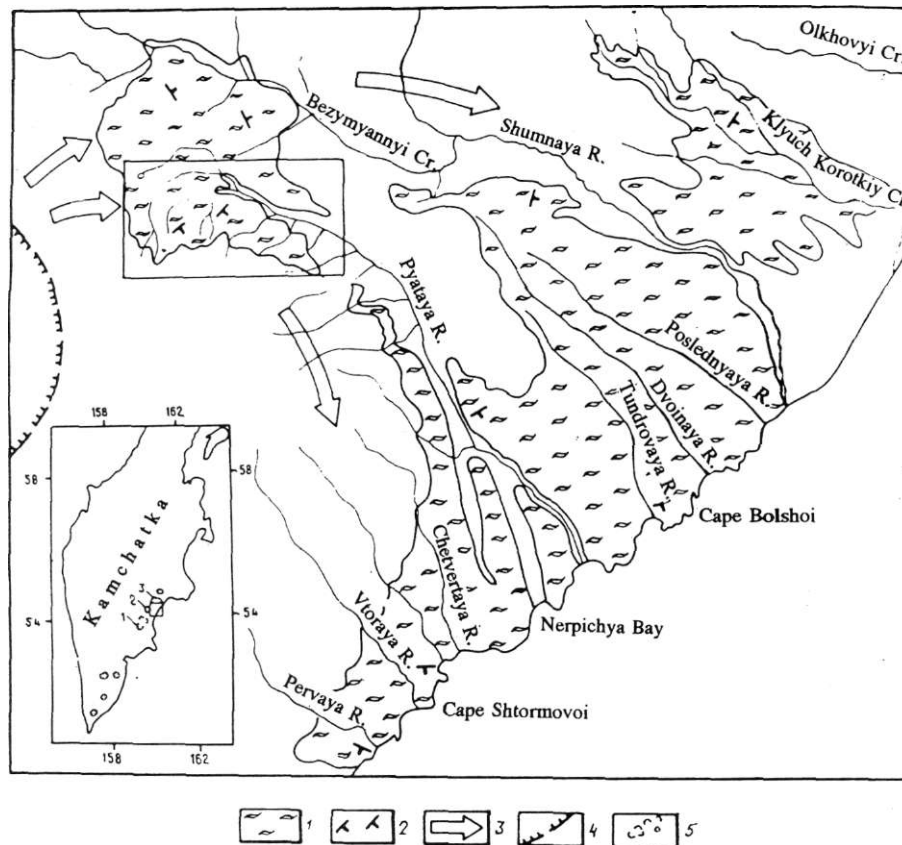 Olkhovyi Cr.
Klyuch Korotkiy Cr.
Bezymyannyi Cr.
Shumnaya R.
Pyataya R.
Poslednyaya R.
Dvoinaya R.
Tundrovaya R.
Cape Bolshoi
Chetvertaya R.
Nerpichya Bay
Vtoraya R.
Cape Shtormovoi
Pervaya R.
158 162
58 58
Kamchatka
3
2
1
54 54
158 162
1 2 3 4 5